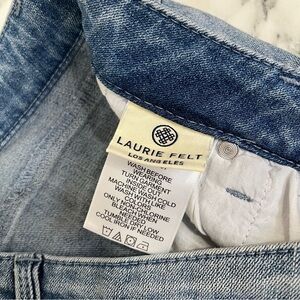 LAURIE FELT
LOS ANGELES
WASH BEFORE
WEARING
TURN GARMENT
INSIDE OUT
MACHINE WASH COLD
WASH WITH LIKE
COLORS
ONLY NON-CHLORINE
BLEACH WHEN
NEEDED
TUMBLE DRY LOW
COOL IRON IF NEEDED